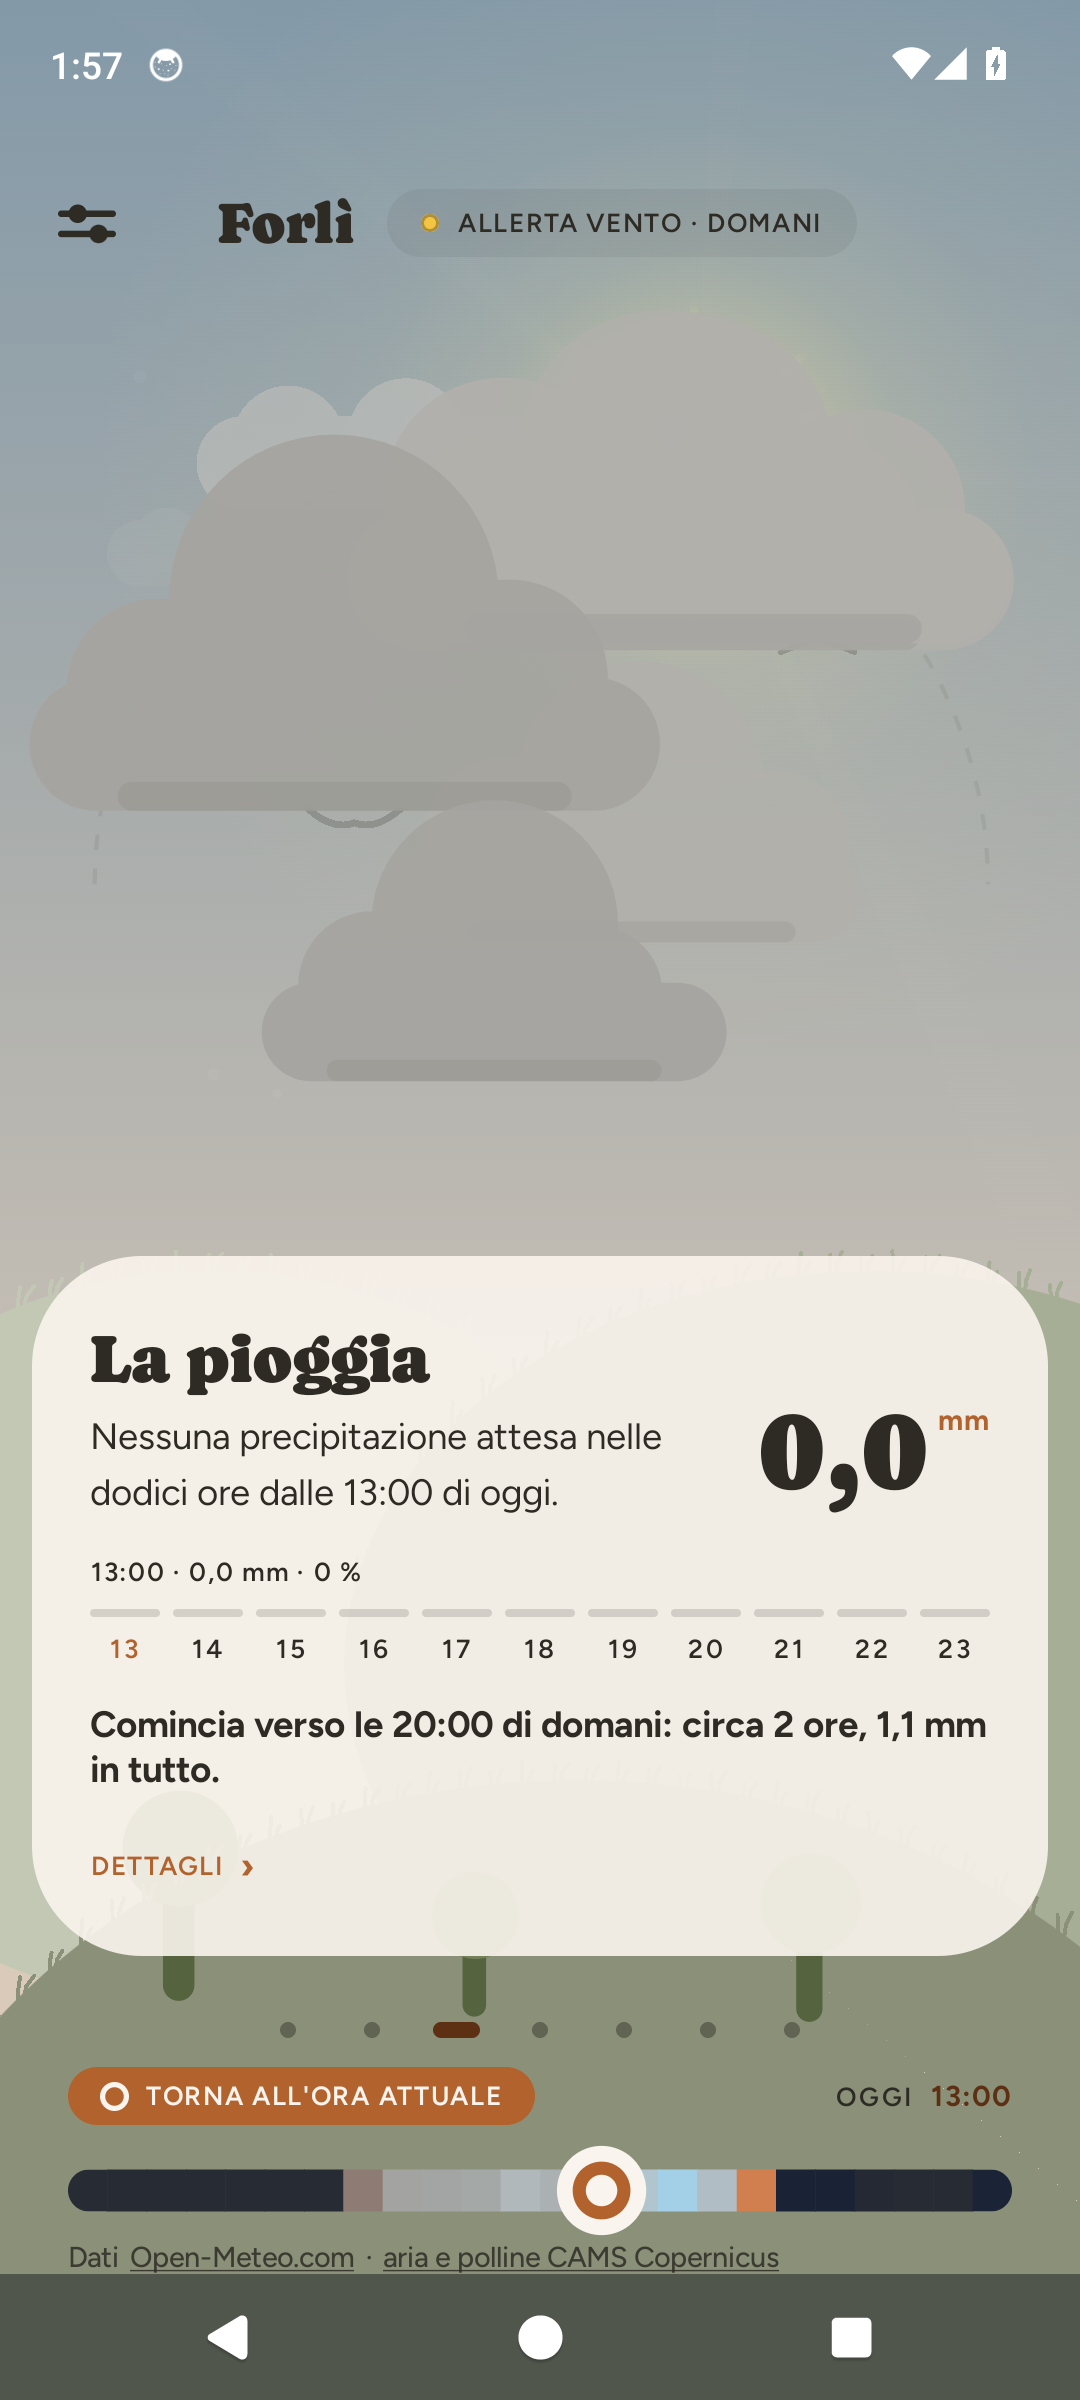 1:57
Forlì
ALLERTA VENTO · DOMANI
La pioggia
Nessuna precipitazione attesa nelle
dodici ore dalle 13:00 di oggi.
0,0 mm
13:00 · 0,0 mm · 0 %
13 14 15 16 17 18 19 20 21 22 23
Comincia verso le 20:00 di domani: circa 2 ore, 1,1 mm
in tutto.
DETTAGLI ›
TORNA ALL'ORA ATTUALE
OGGI 13:00
Dati Open-Meteo.com · aria e polline CAMS Copernicus